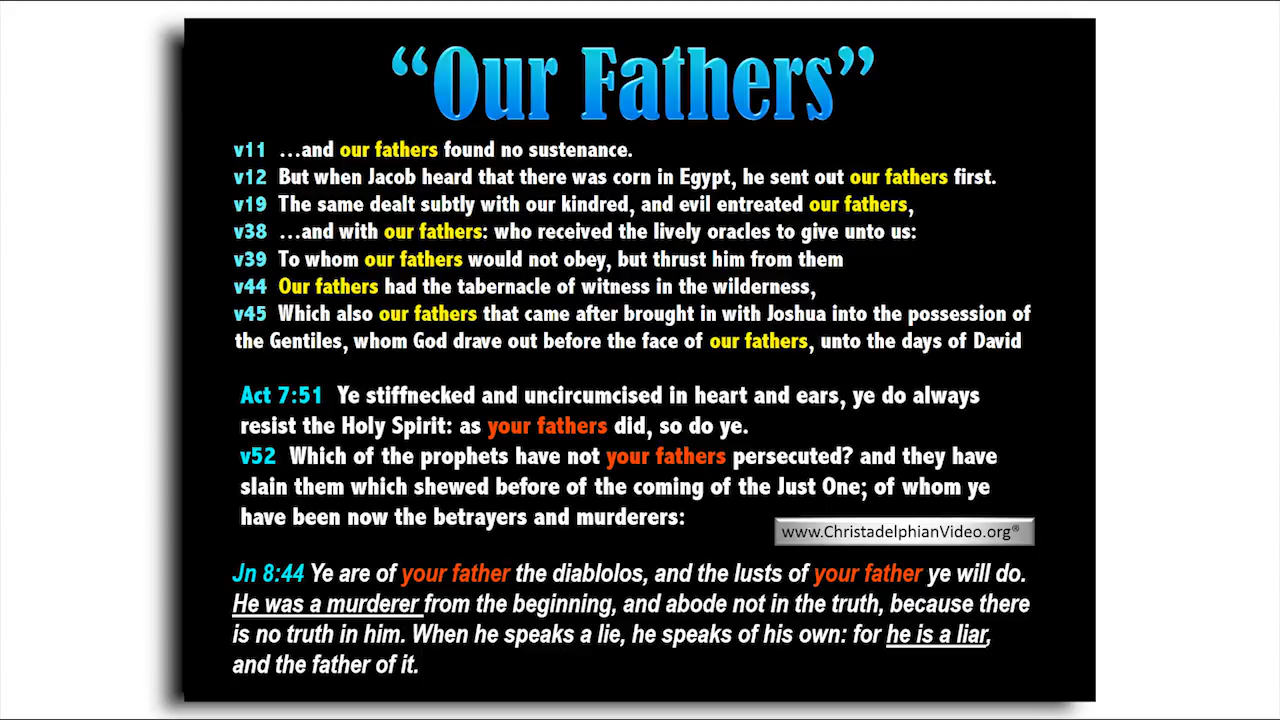 “Our Fathers”
v11 ...and our fathers found no sustenance.
v12 But when Jacob heard that there was corn in Egypt, he sent out our fathers first.
v19 The same dealt subtly with our kindred, and evil entreated our fathers,
v38 ...and with our fathers: who received the lively oracles to give unto us:
v39 To whom our fathers would not obey, but thrust him from them
v44 Our fathers had the tabernacle of witness in the wilderness,
v45 Which also our fathers that came after brought in with Joshua into the possession of
the Gentiles, whom God drave out before the face of our fathers, unto the days of David
Act 7:51 Ye stiffnecked and uncircumcised in heart and ears, ye do always
resist the Holy Spirit: as your fathers did, so do ye.
v52 Which of the prophets have not your fathers persecuted? and they have
slain them which shewed before of the coming of the Just One; of whom ye
have been now the betrayers and murderers:
www.ChristadelphianVideo.org®
Jn 8:44 Ye are of your father the diablolos, and the lusts of your father ye will do.
He was a murderer from the beginning, and abode not in the truth, because there
is no truth in him. When he speaks a lie, he speaks of his own: for he is a liar,
and the father of it.